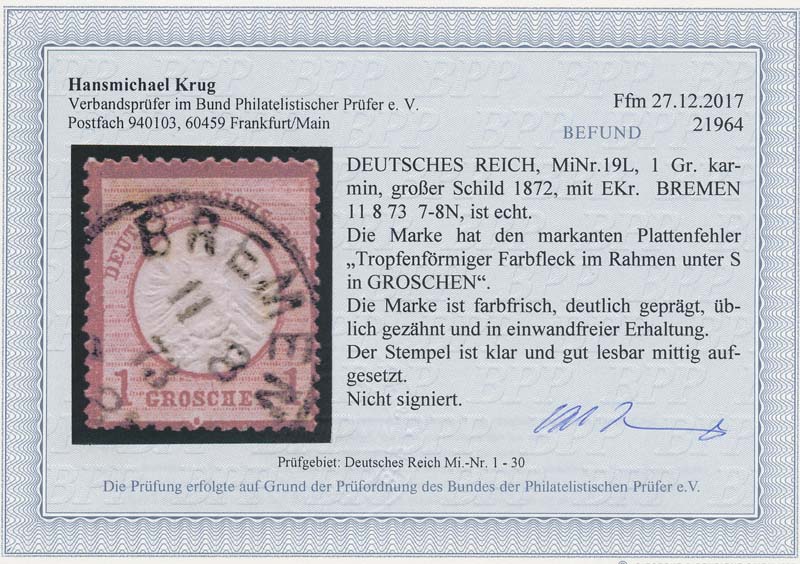 Hansmichael Krug
Verbandsprüfer im Bund Philatelistischer Prüfer e. V.
Postfach 940103, 60459 Frankfurt/Main
Ffm 27.12.2017
BEFUND
21964
DEUTSCHES REICH, MiNr.19L, 1 Gr. kar-
min, großer Schild 1872, mit EKr. BREMEN
11 8 73 7-8N, ist echt.
Die Marke hat den markanten Plattenfehler
„Tropfenförmiger Farbfleck im Rahmen unter S
in GROSCHEN“.
Die Marke ist farbfrisch, deutlich geprägt, üb-
lich gezähnt und in einwandfreier Erhaltung.
Der Stempel ist klar und gut lesbar mittig auf-
gesetzt.
Nicht signiert.
BREMEN
11 8
73
1 GROSCHE 1
Prüfgebiet: Deutsches Reich Mi.-Nr. 1 - 30
Die Prüfung erfolgte auf Grund der Prüfordnung des Bundes der Philatelistischen Prüfer e.V.
BPP